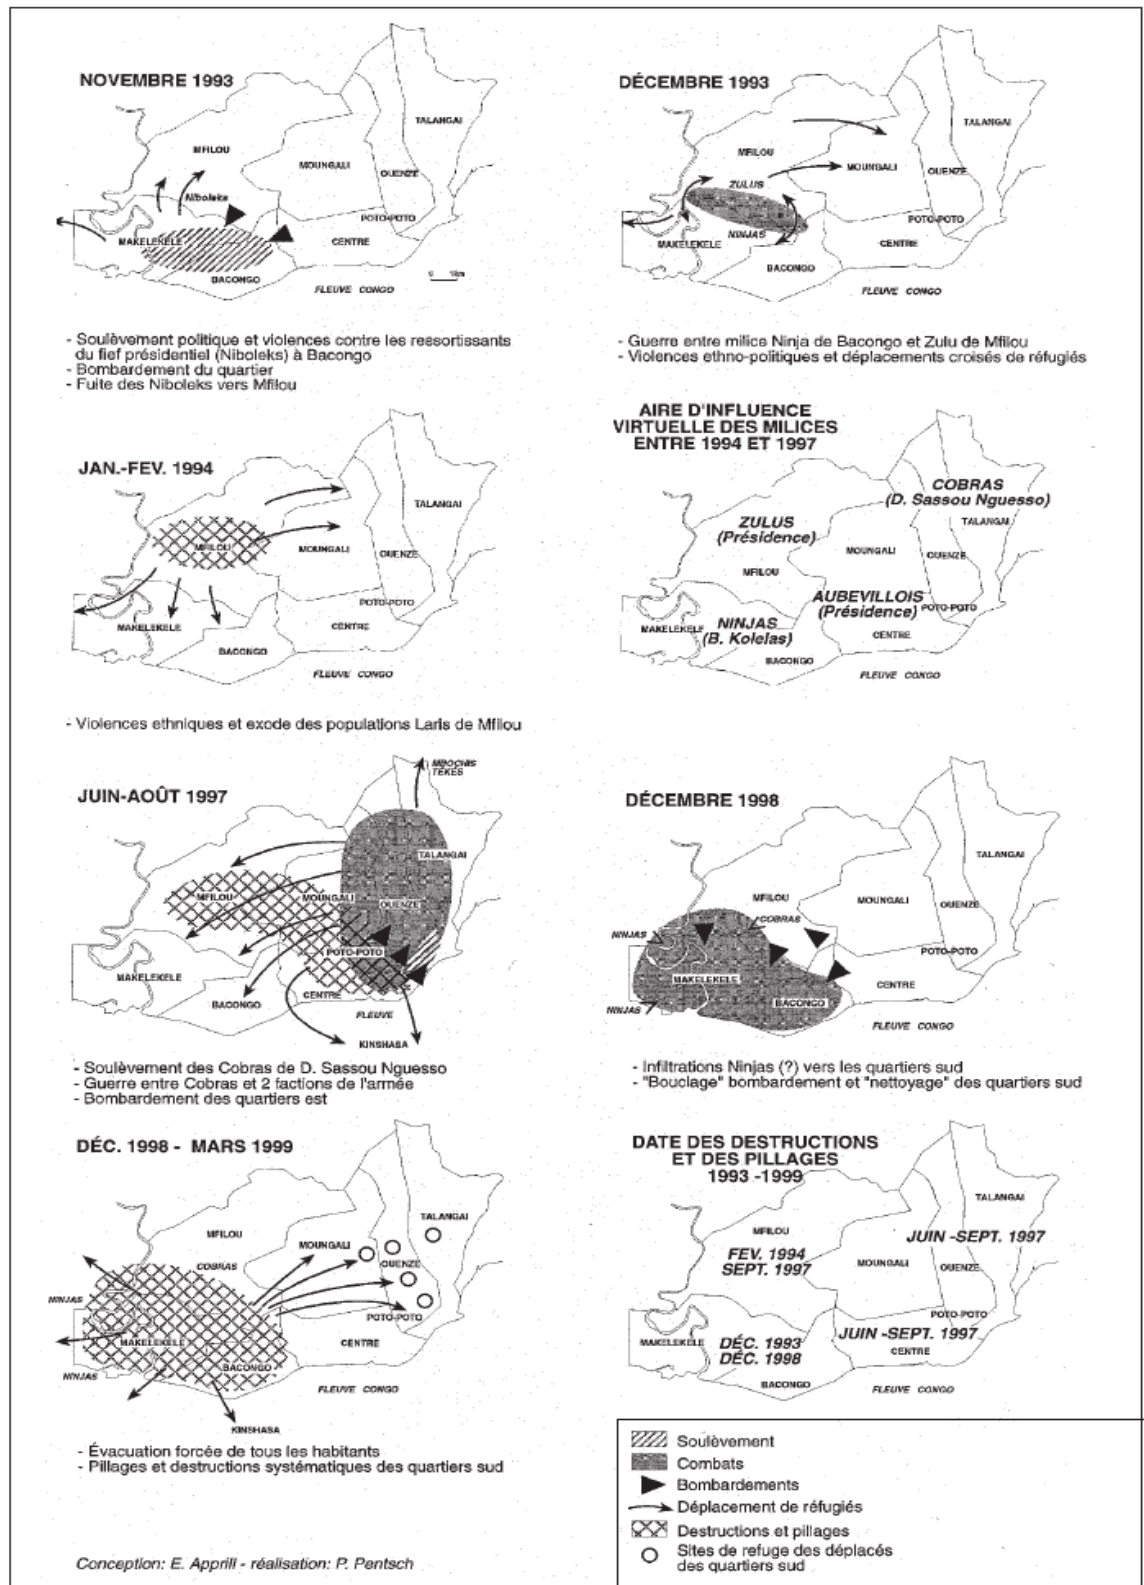 NOVEMBRE 1993
TALANGAI
MFILOU
MOUNGALI
OUENZE
Niboleks
POTO-POTO
MAKELEKELE
CENTRE
BACONGO
FLEUVE CONGO
0 1km
- Soulèvement politique et violences contre les ressortissants
du fief présidentiel (Niboleks) à Bacongo
- Bombardement du quartier
- Fuite des Niboleks vers Mfilou
DÉCEMBRE 1993
TALANGAI
MFILOU
MOUNGALI
OUENZE
ZULUS
POTO-POTO
NINJAS
MAKELEKELE
CENTRE
BACONGO
FLEUVE CONGO
- Guerre entre milice Ninja de Bacongo et Zulu de Mfilou
- Violences ethno-politiques et déplacements croisés de réfugiés
JAN.-FEV. 1994
TALANGAI
MFILOU
MOUNGALI
OUENZE
POTO-POTO
MAKELEKELE
CENTRE
BACONGO
FLEUVE CONGO
- Violences ethniques et exode des populations Laris de Mfilou
AIRE D'INFLUENCE
VIRTUELLE DES MILICES
ENTRE 1994 ET 1997
COBRAS
(D. Sassou Nguesso)
TALANGAI
ZULUS
(Présidence)
MOUNGALI
OUENZE
MFILOU
AUBEVILLOIS
(Présidence)
POTO-POTO
NINJAS
(B. Kolelas)
MAKELEKELE
CENTRE
BACONGO
FLEUVE CONGO
JUIN-AOÛT 1997
MBOCHIS
TEKES
TALANGAI
MFILOU
MOUNGALI
OUENZE
POTO-POTO
MAKELEKELE
CENTRE
BACONGO
FLEUVE
KINSHASA
- Soulèvement des Cobras de D. Sassou Nguesso
- Guerre entre Cobras et 2 factions de l'armée
- Bombardement des quartiers est
DÉCEMBRE 1998
TALANGAI
MFILOU
MOUNGALI
OUENZE
COBRAS
NINJAS
POTO-POTO
MAKELEKELE
CENTRE
BACONGO
NINJAS
FLEUVE CONGO
- Infiltrations Ninjas (?) vers les quartiers sud
- "Bouclage" bombardement et "nettoyage" des quartiers sud
DÉC. 1998 - MARS 1999
TALANGAI
MFILOU
MOUNGALI
OUENZE
COBRAS
NINJAS
POTO-POTO
MAKELEKELE
CENTRE
BACONGO
NINJAS
FLEUVE CONGO
KINSHASA
- Évacuation forcée de tous les habitants
- Pillages et destructions systématiques des quartiers sud
DATE DES DESTRUCTIONS
ET DES PILLAGES
1993 -1999
TALANGAI
MFILOU
JUIN -SEPT. 1997
FEV. 1994
SEPT. 1997
MOUNGALI
OUENZE
POTO-POTO
JUIN -SEPT. 1997
MAKELEKELE
DÉC. 1993
DÉC. 1998
CENTRE
BACONGO
FLEUVE CONGO
Soulèvement
Combats
Bombardements
Déplacement de réfugiés
Destructions et pillages
Sites de refuge des déplacés
des quartiers sud
Conception: E. Apprill - réalisation: P. Pentsch